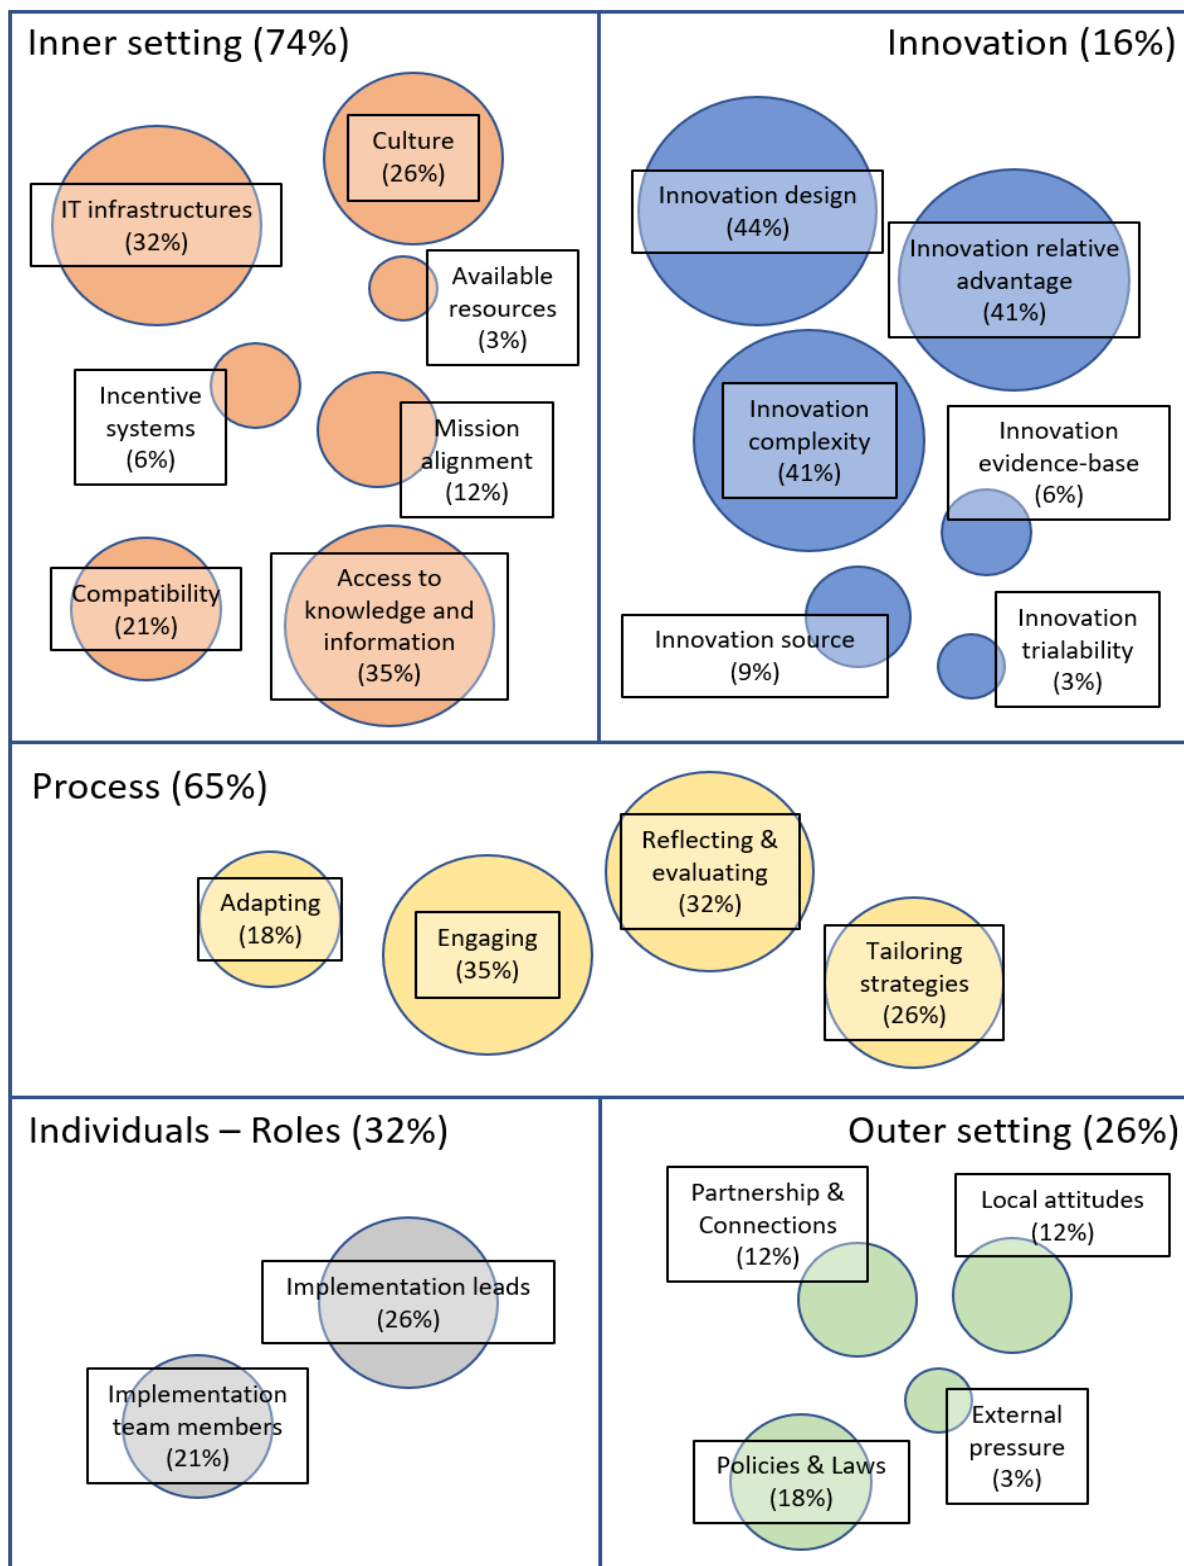 Inner setting (74%)
Culture
(26%)
IT infrastructures
(32%)
Available
resources
(3%)
Incentive
systems
(6%)
Mission
alignment
(12%)
Compatibility
(21%)
Access to
knowledge and
information
(35%)
Innovation (16%)
Innovation design
(44%)
Innovation relative
advantage
(41%)
Innovation
complexity
(41%)
Innovation
evidence-base
(6%)
Innovation source
(9%)
Innovation
trialability
(3%)
Process (65%)
Adapting
(18%)
Engaging
(35%)
Reflecting &
evaluating
(32%)
Tailoring
strategies
(26%)
Individuals – Roles (32%)
Implementation leads
(26%)
Implementation
team members
(21%)
Outer setting (26%)
Partnership &
Connections
(12%)
Local attitudes
(12%)
External
pressure
(3%)
Policies & Laws
(18%)